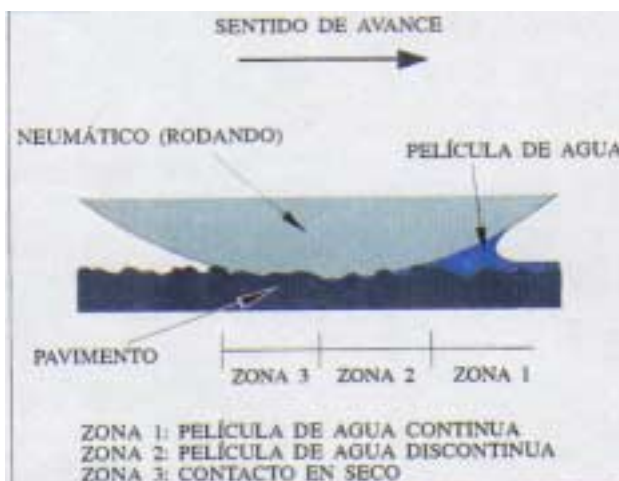 SENTIDO DE AVANCE
NEUMÁTICO (RODANDO)
PELÍCULA DE AGUA
PAVIMENTO
ZONA 3 ZONA 2 ZONA 1
ZONA 1: PELÍCULA DE AGUA CONTINUA
ZONA 2: PELÍCULA DE AGUA DISCONTINUA
ZONA 3: CONTACTO EN SECO